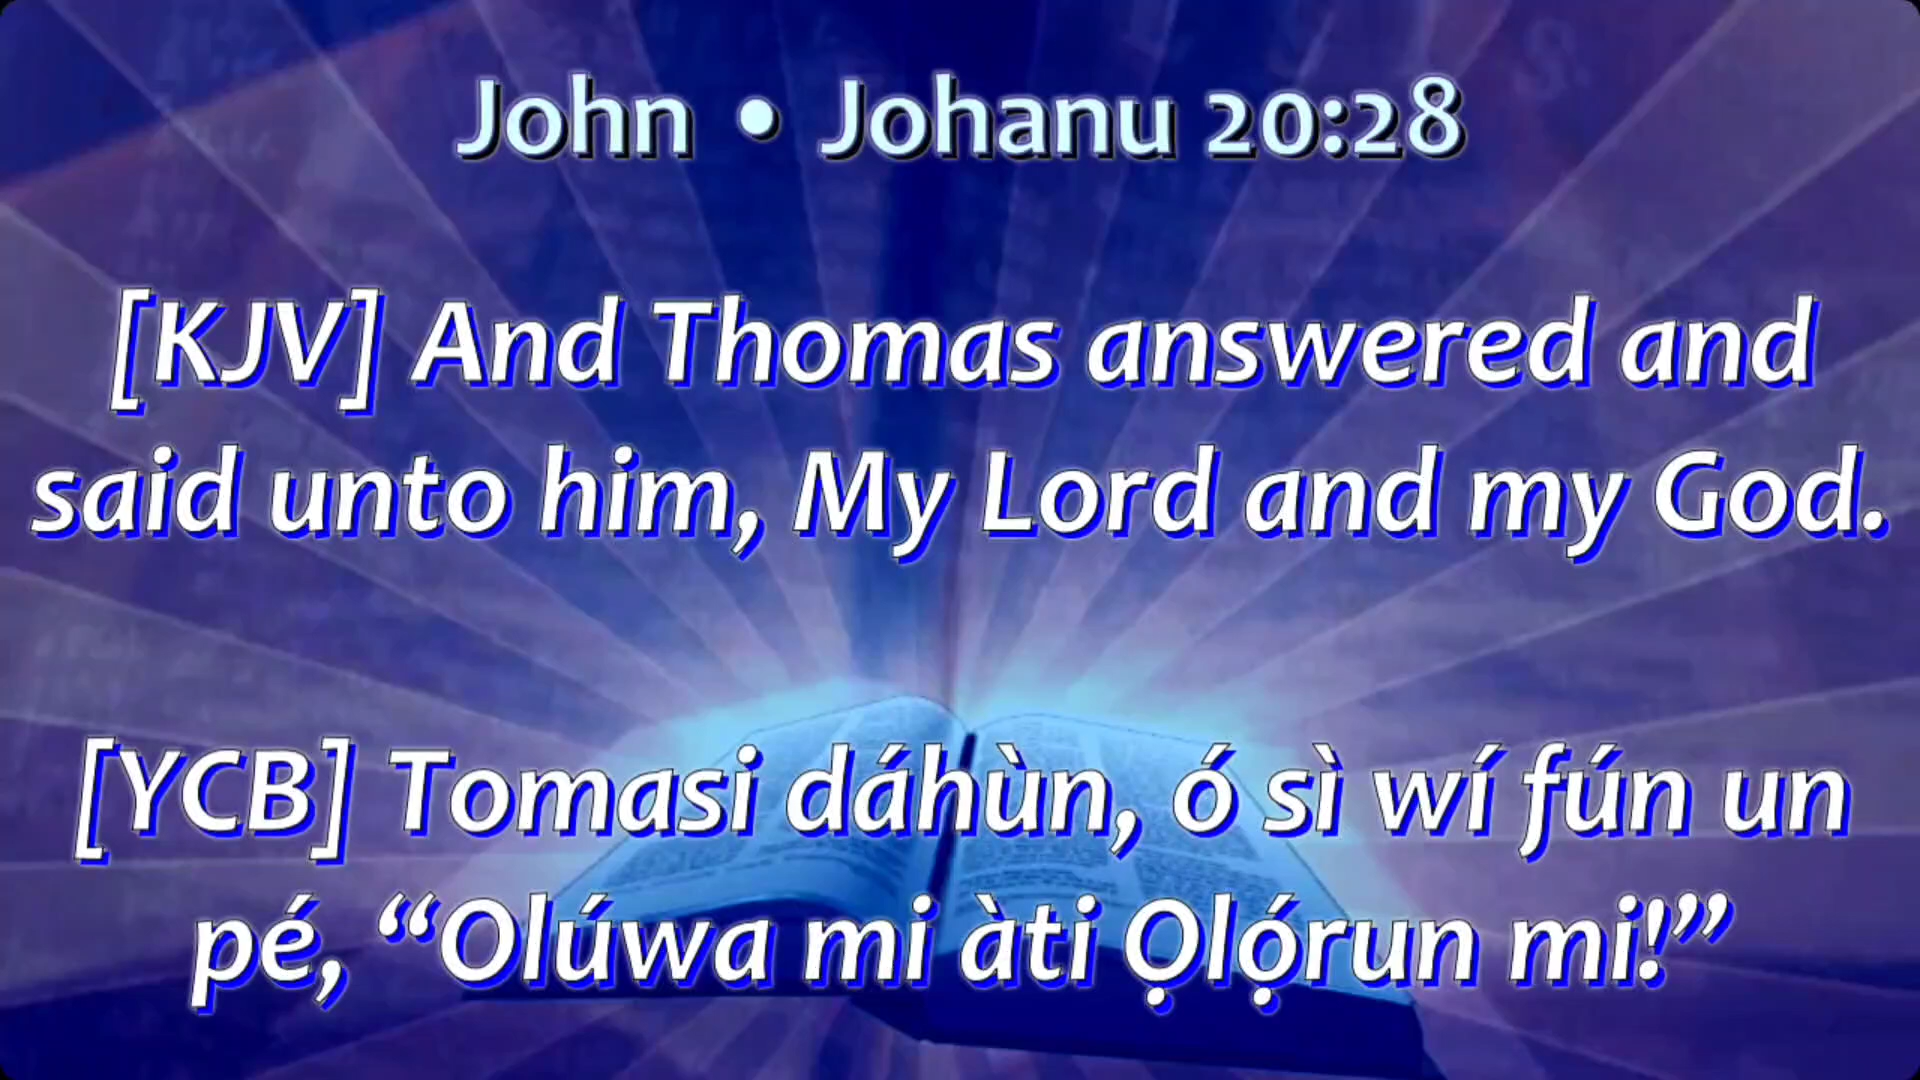 John • Johanu 20:28
[KJV] And Thomas answered and
said unto him, My Lord and my God.
[YCB] Tomasi dáhùn, ó sì wí fún un
pé, “Olúwa mi àti Ọlọ́run mi!”